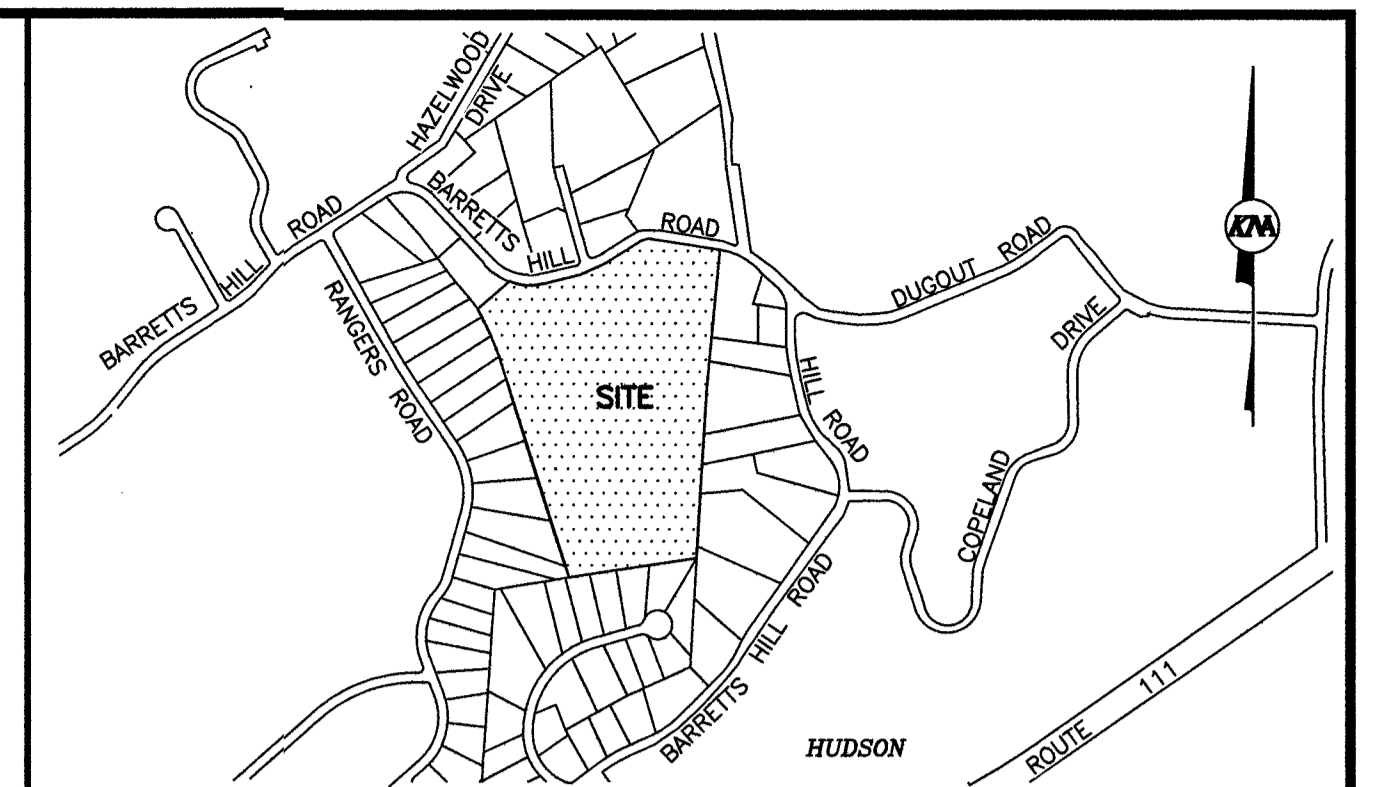 HAZELWOOD
DRIVE
BARRETTS
HILL
ROAD
BARRETTS
HILL
ROAD
RANGERS
ROAD
SITE
DUGOUT
ROAD
DRIVE
COPELAND
HILL
ROAD
BARRETTS
HILL
ROAD
HUDSON
ROUTE
111
KNA